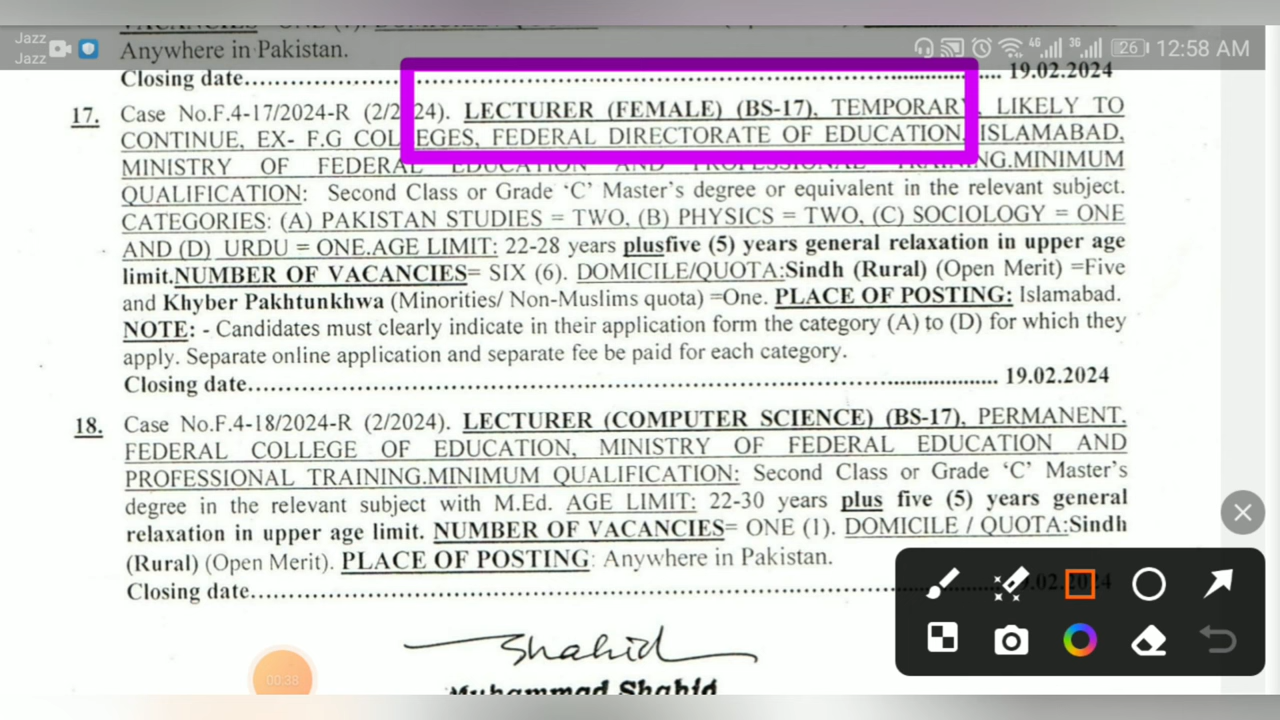 Jazz
Jazz
26 12:58 AM
Anywhere in Pakistan.
Closing date.................................................................................. 19.02.2024
17. Case No.F.4-17/2024-R (2/2024). LECTURER (FEMALE) (BS-17), TEMPORARY, LIKELY TO
CONTINUE, EX- F.G COLLEGES, FEDERAL DIRECTORATE OF EDUCATION, ISLAMABAD,
MINISTRY OF FEDERAL EDUCATION AND PROFESSIONAL TRAINING.MINIMUM
QUALIFICATION: Second Class or Grade ‘C’ Master’s degree or equivalent in the relevant subject.
CATEGORIES: (A) PAKISTAN STUDIES = TWO, (B) PHYSICS = TWO, (C) SOCIOLOGY = ONE
AND (D) URDU = ONE.AGE LIMIT: 22-28 years plusfive (5) years general relaxation in upper age
limit.NUMBER OF VACANCIES= SIX (6). DOMICILE/QUOTA:Sindh (Rural) (Open Merit) =Five
and Khyber Pakhtunkhwa (Minorities/ Non-Muslims quota) =One. PLACE OF POSTING: Islamabad.
NOTE: - Candidates must clearly indicate in their application form the category (A) to (D) for which they
apply. Separate online application and separate fee be paid for each category.
Closing date.................................................................................. 19.02.2024
18. Case No.F.4-18/2024-R (2/2024). LECTURER (COMPUTER SCIENCE) (BS-17), PERMANENT,
FEDERAL COLLEGE OF EDUCATION, MINISTRY OF FEDERAL EDUCATION AND
PROFESSIONAL TRAINING.MINIMUM QUALIFICATION: Second Class or Grade ‘C’ Master’s
degree in the relevant subject with M.Ed. AGE LIMIT: 22-30 years plus five (5) years general
relaxation in upper age limit. NUMBER OF VACANCIES= ONE (1). DOMICILE / QUOTA:Sindh
(Rural) (Open Merit). PLACE OF POSTING: Anywhere in Pakistan.
Closing date.................................................................................. 19.02.2024
Shahid
Muhammad Shahid
00:38